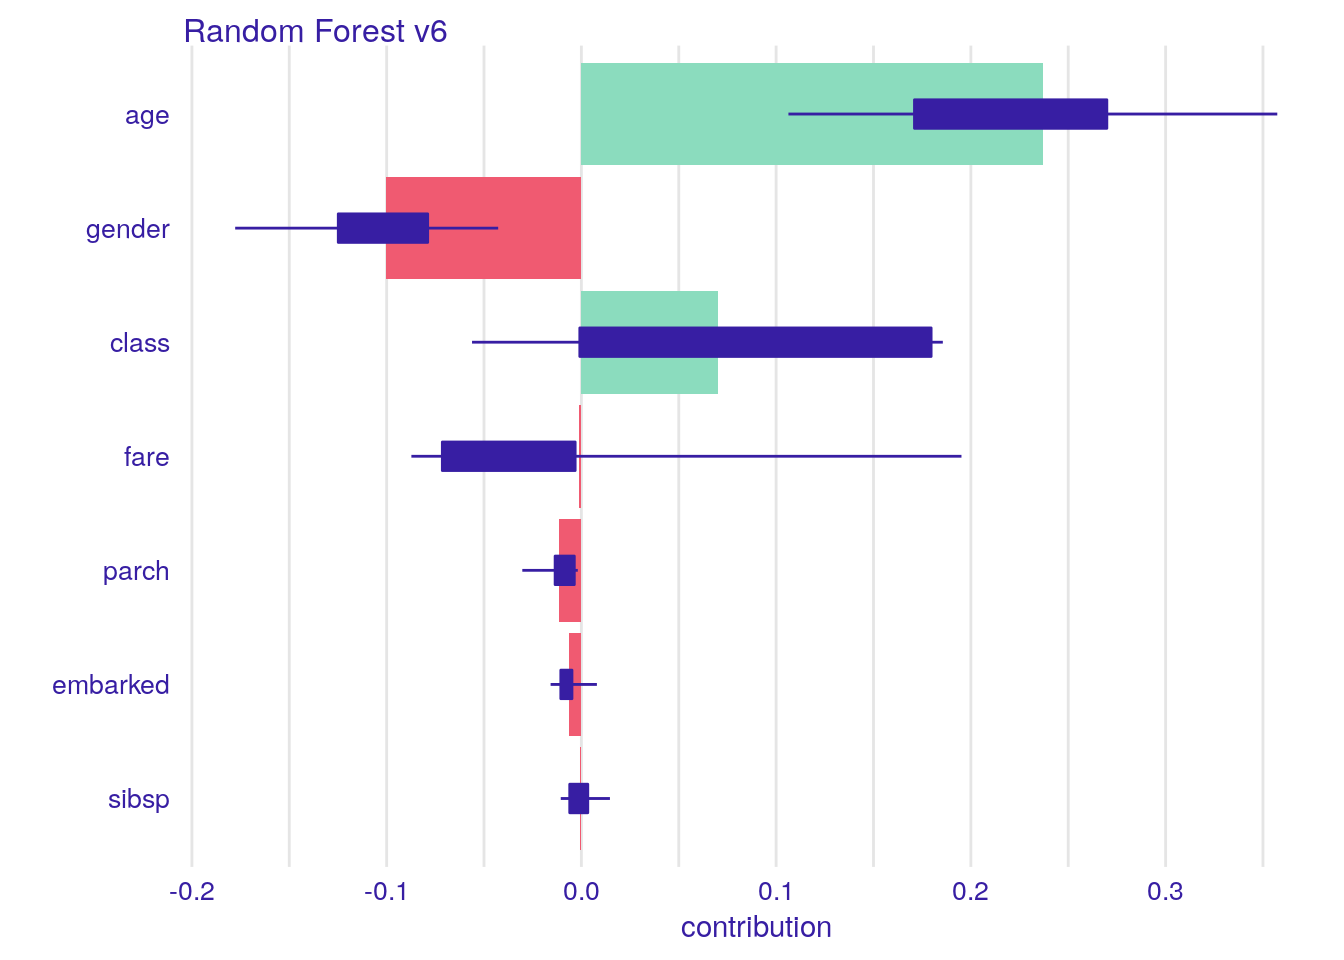 Random Forest v6
age
gender
class
fare
parch
embarked
sibsp
-0.2 -0.1 0.0 0.1 0.2 0.3
contribution